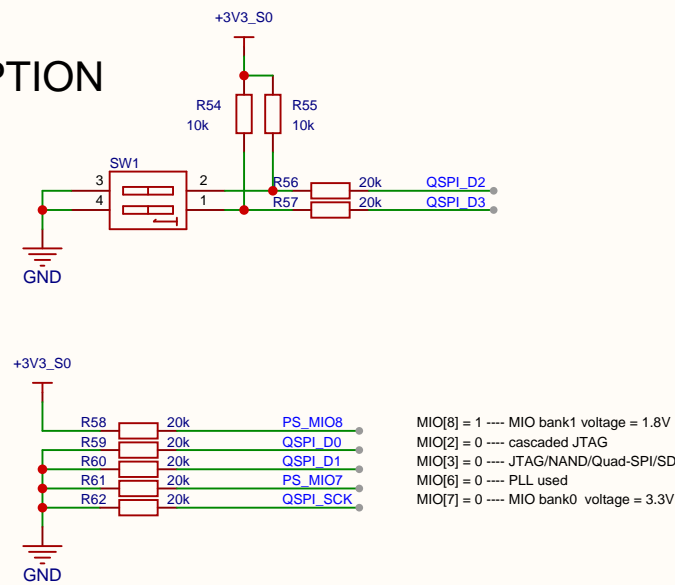 +3V3_S0
PTION
R54 R55
10k 10k
SW1
3 2 R56 20k QSPI_D2
4 1 R57 20k QSPI_D3
GND
+3V3_S0
R58 20k PS_MIO8 MIO[8] = 1 ---- MIO bank1 voltage = 1.8V
R59 20k QSPI_D0 MIO[2] = 0 ---- cascaded JTAG
R60 20k QSPI_D1 MIO[3] = 0 ---- JTAG/NAND/Quad-SPI/SD
R61 20k PS_MIO7 MIO[6] = 0 ---- PLL used
R62 20k QSPI_SCK MIO[7] = 0 ---- MIO bank0 voltage = 3.3V
GND